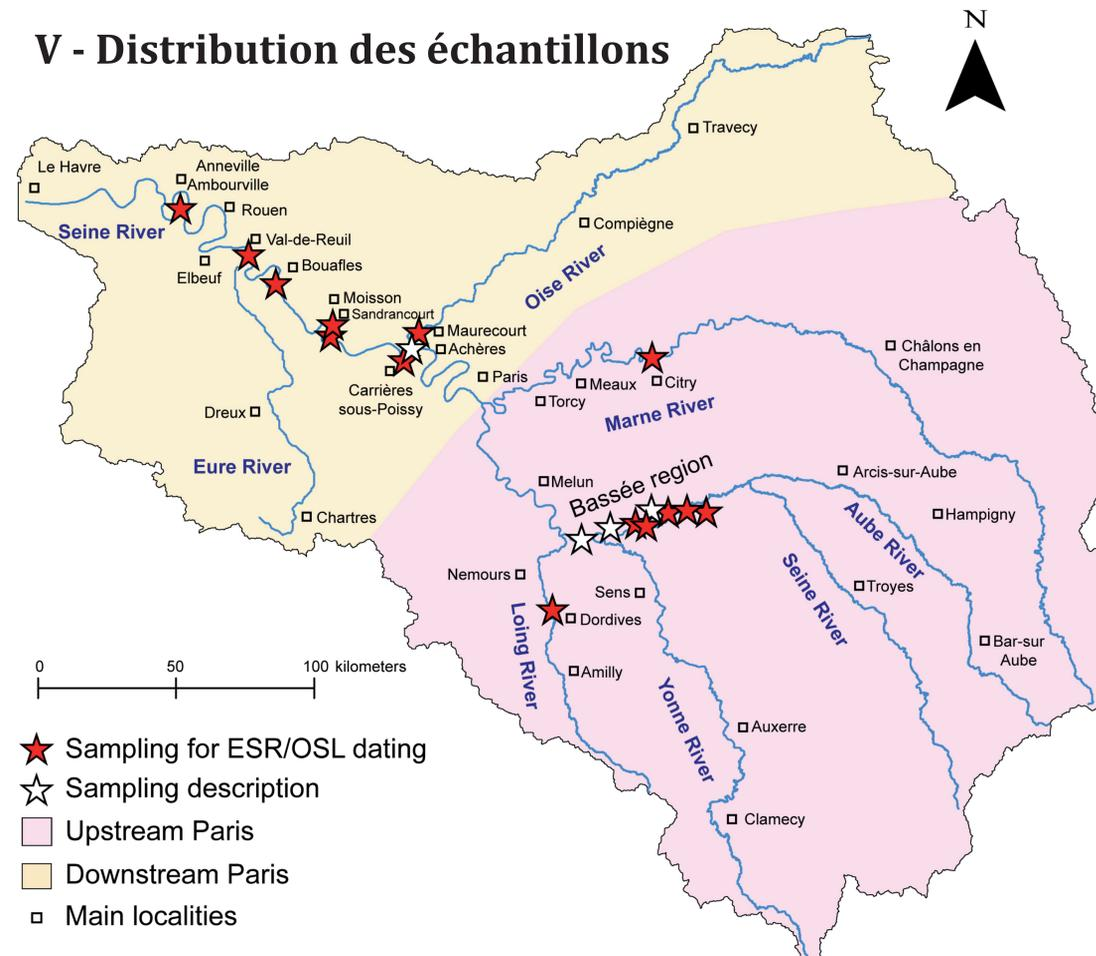 V - Distribution des échantillons
N
Travecy
Le Havre
Anneville
Ambourville
Rouen
Seine River
Val-de-Reuil
Elbeuf
Bouafles
Compiègne
Oise River
Moisson
Sandrancourt
Maurecourt
Achères
Carrières
sous-Poissy
Paris
Meaux
Citry
Torcy
Marne River
Châlons en
Champagne
Dreux
Eure River
Chartres
Melun
Bassée region
Arcis-sur-Aube
Aube River
Hampigny
Nemours
Sens
Seine River
Troyes
Loing River
Dordives
Bar-sur
Aube
Amilly
Yonne River
Auxerre
Clamecy
0 50 100 kilometers
Sampling for ESR/OSL dating
Sampling description
Upstream Paris
Downstream Paris
Main localities